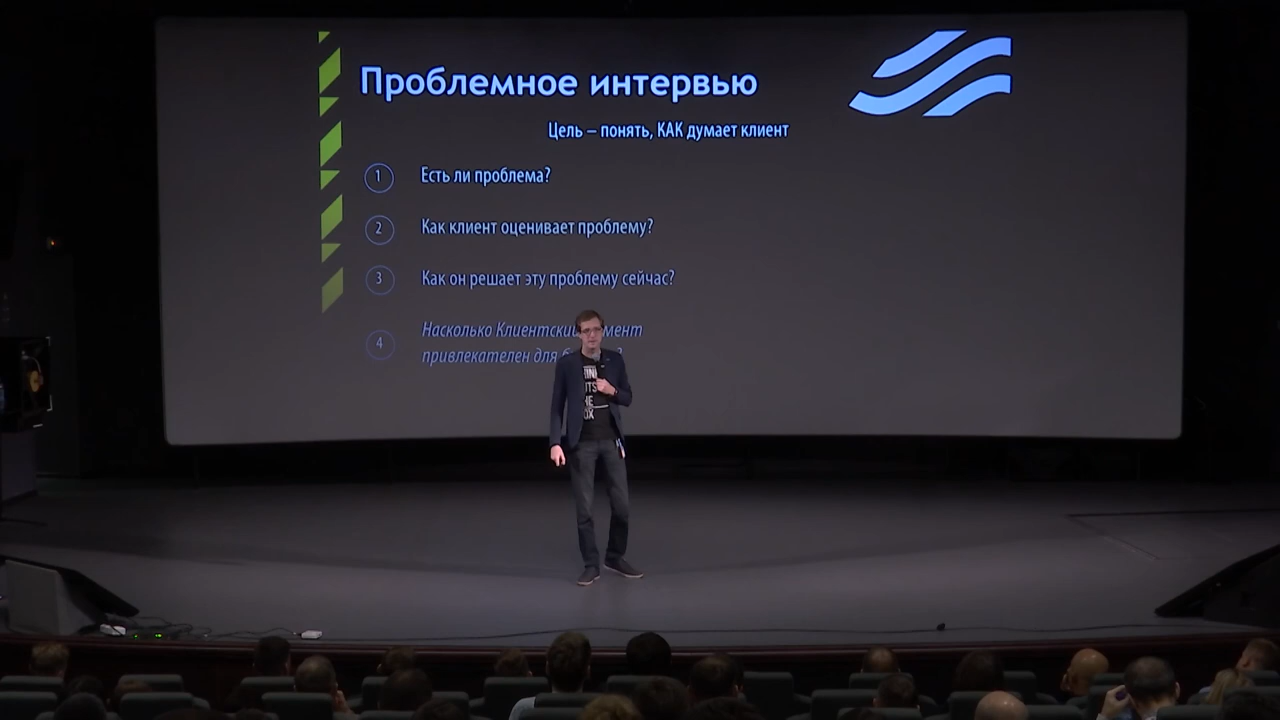 Проблемное интервью
Цель – понять, КАК думает клиент
1 Есть ли проблема?
2 Как клиент оценивает проблему?
3 Как он решает эту проблему сейчас?
4 Насколько
привлекателен для